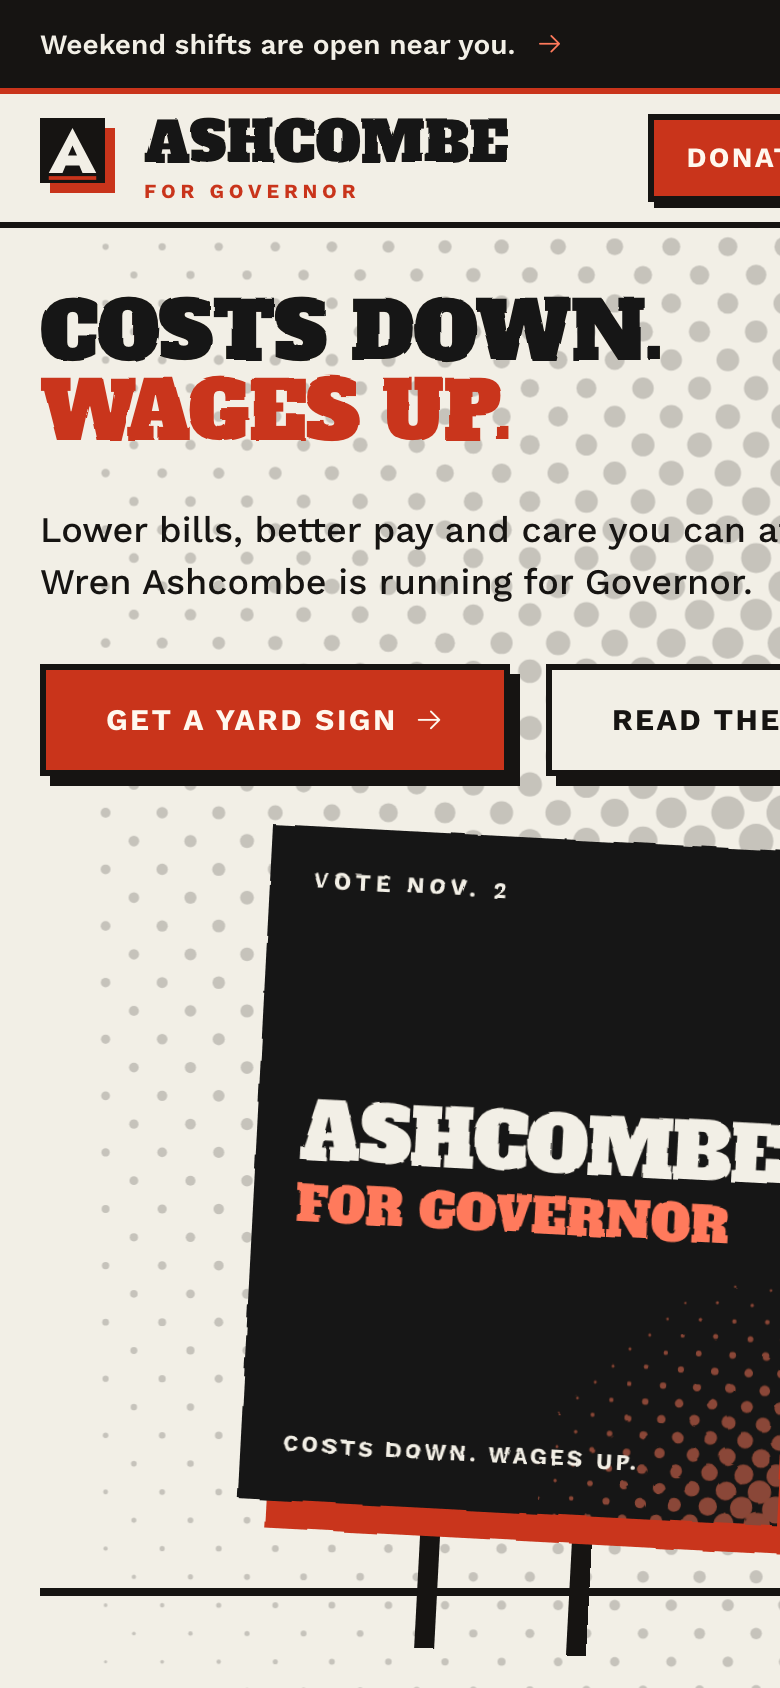 Weekend shifts are open near you. →
ASHCOMBE
FOR GOVERNOR
COSTS DOWN.
WAGES UP.
Lower bills, better pay and care you can
Wren Ashcombe is running for Governor.
GET A YARD SIGN →
READ THE
VOTE NOV. 2
ASHCOMBE
FOR GOVERNOR
COSTS DOWN. WAGES UP.